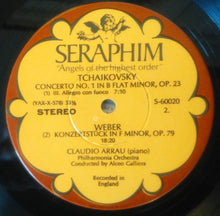 SERAPHIM
"Angels of the highest order"
TCHAIKOVSKY
CONCERTO NO. 1 IN B FLAT MINOR, OP. 23
1) III. Allegro con fuoco 7:10
(YAX-X-578) 33⅓
STEREO
S-60020
2.
WEBER
(2) KONZERTSTÜCK IN F MINOR, OP. 79
16:20
CLAUDIO ARRAU (piano)
Philharmonia Orchestra
Conducted by Alceo Galliera
Recorded in
England